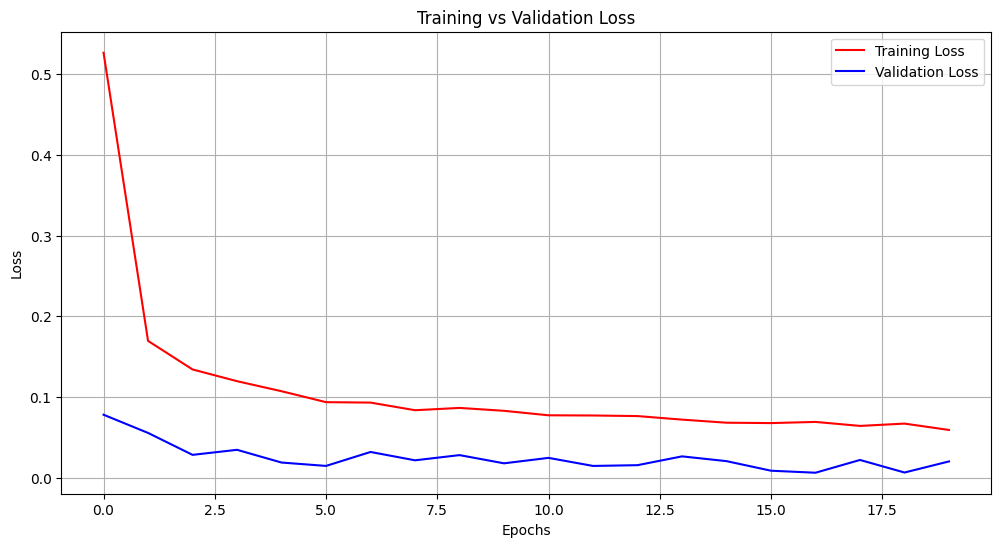 Training vs Validation Loss
Training Loss
Validation Loss
0.5
0.4
0.3
0.2
0.1
0.0
Loss
0.0 2.5 5.0 7.5 10.0 12.5 15.0 17.5
Epochs